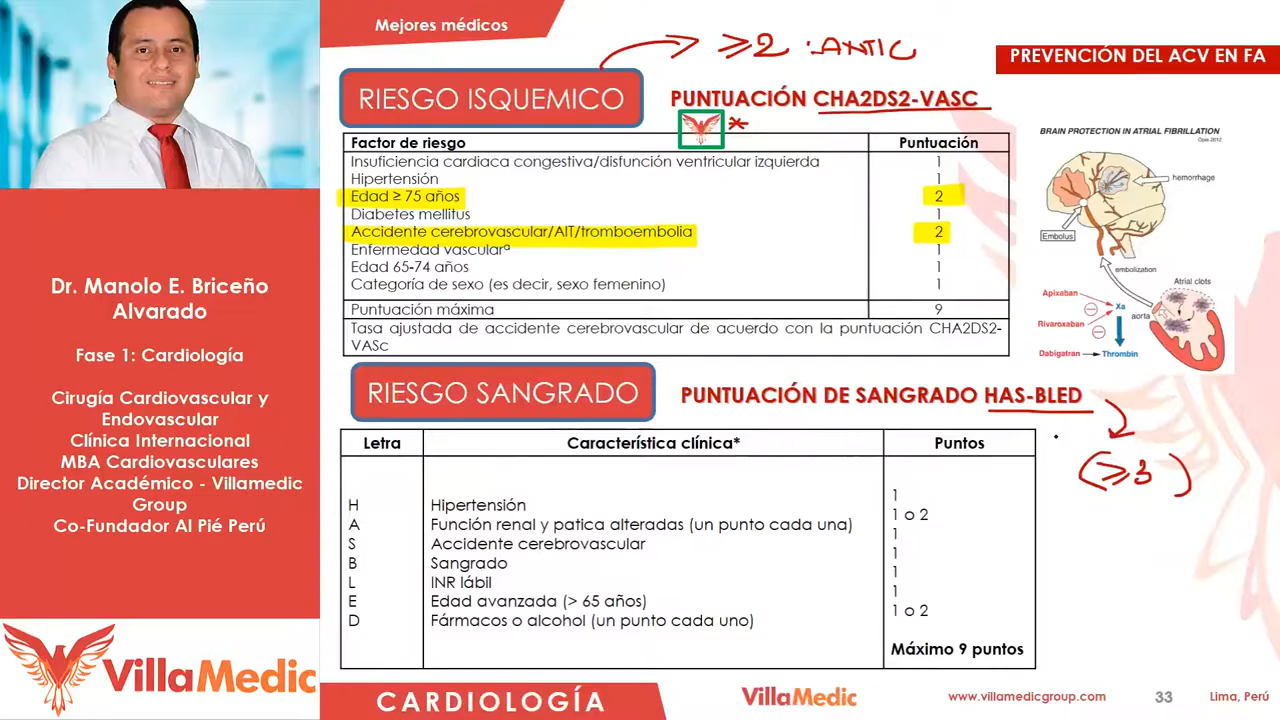 Mejores médicos
≥2 : ANTIC
PREVENCIÓN DEL ACV EN FA
RIESGO ISQUEMICO
PUNTUACIÓN CHA2DS2-VASC
*
Factor de riesgo Puntuación
Insuficiencia cardiaca congestiva/disfunción ventricular izquierda 1
Hipertensión 1
Edad ≥ 75 años 2
Diabetes mellitus 1
Accidente cerebrovascular/AIT/tromboembolia 2
Enfermedad vascularª 1
Edad 65-74 años 1
Categoría de sexo (es decir, sexo femenino) 1
Puntuación máxima 9
Tasa ajustada de accidente cerebrovascular de acuerdo con la puntuación CHA2DS2-
VASc
BRAIN PROTECTION IN ATRIAL FIBRILLATION
Opie 2012
hemorrhage
Embolus
embolization
Atrial clots
Apixaban
Xa
aorta
Rivaroxaban
Dabigatran
Thrombin
RIESGO SANGRADO
PUNTUACIÓN DE SANGRADO HAS-BLED
(≥3)
Letra Característica clínica* Puntos
H Hipertensión 1
A Función renal y patica alteradas (un punto cada una) 1 o 2
S Accidente cerebrovascular 1
B Sangrado 1
L INR lábil 1
E Edad avanzada (> 65 años) 1
D Fármacos o alcohol (un punto cada uno) 1 o 2
Máximo 9 puntos
Dr. Manolo E. Briceño
Alvarado
Fase 1: Cardiología
Cirugía Cardiovascular y
Endovascular
Clínica Internacional
MBA Cardiovasculares
Director Académico - Villamedic
Group
Co-Fundador Al Pié Perú
VillaMedic
CARDIOLOGÍA
VillaMedic
www.villamedicgroup.com
33
Lima, Perú